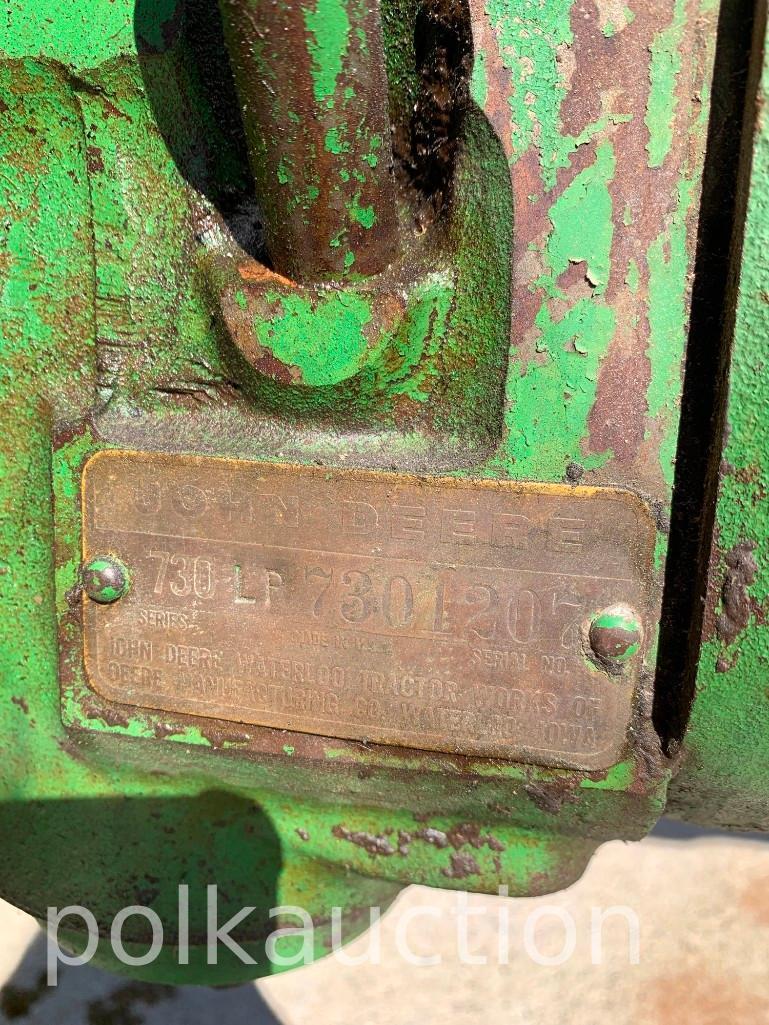 JOHN DEERE
730 LP 7301207
SERIES MADE IN U.S.A. SERIAL NO.
JOHN DEERE WATERLOO TRACTOR WORKS OF
DEERE MANUFACTURING CO. WATERLOO IOWA
polkauction